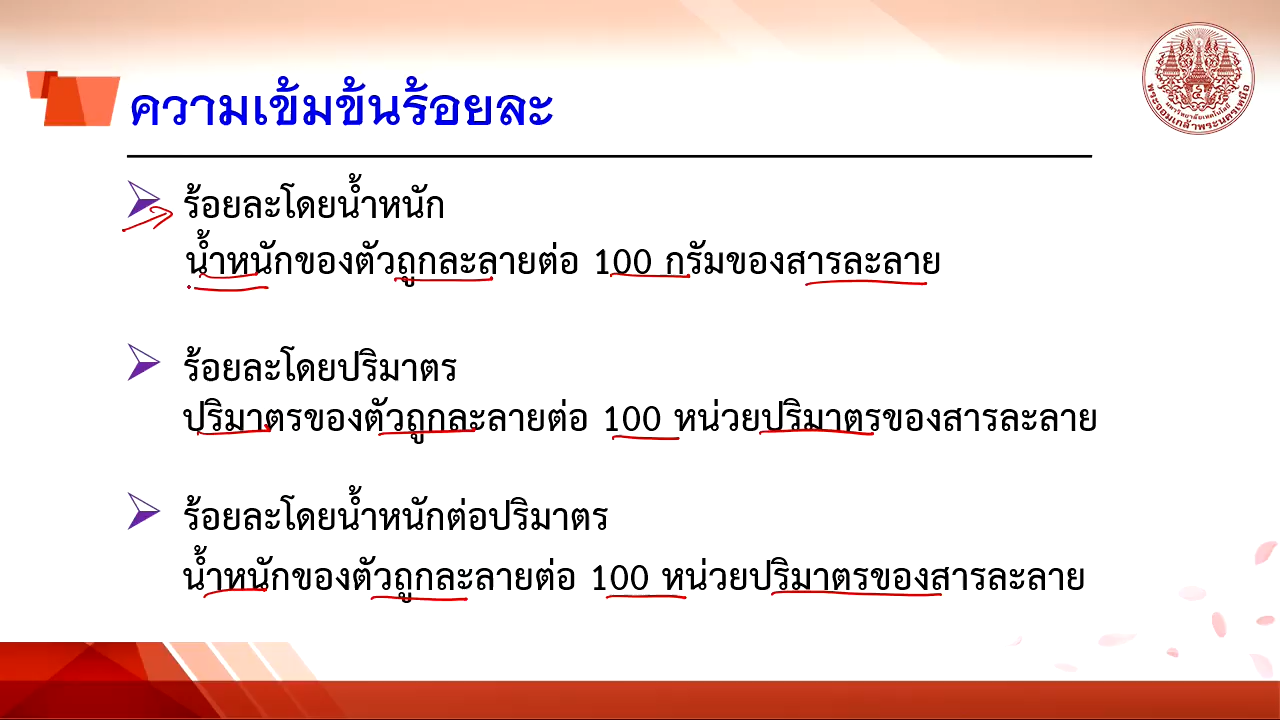 ความเข้มข้นร้อยละ
ร้อยละโดยน้ำหนัก
น้ำหนักของตัวถูกละลายต่อ 100 กรัมของสารละลาย
ร้อยละโดยปริมาตร
ปริมาตรของตัวถูกละลายต่อ 100 หน่วยปริมาตรของสารละลาย
ร้อยละโดยน้ำหนักต่อปริมาตร
น้ำหนักของตัวถูกละลายต่อ 100 หน่วยปริมาตรของสารละลาย